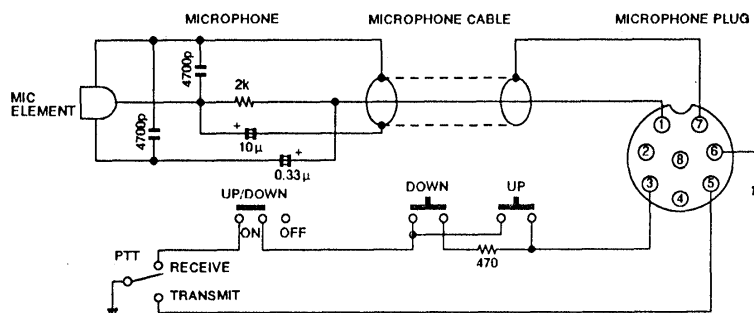 MICROPHONE
MICROPHONE CABLE
MICROPHONE PLUG
4700p
2k
MIC
ELEMENT
4700p
10μ
0.33μ
1
7
2
8
6
3
4
5
UP/DOWN
ON
OFF
DOWN
UP
470
PTT
RECEIVE
TRANSMIT